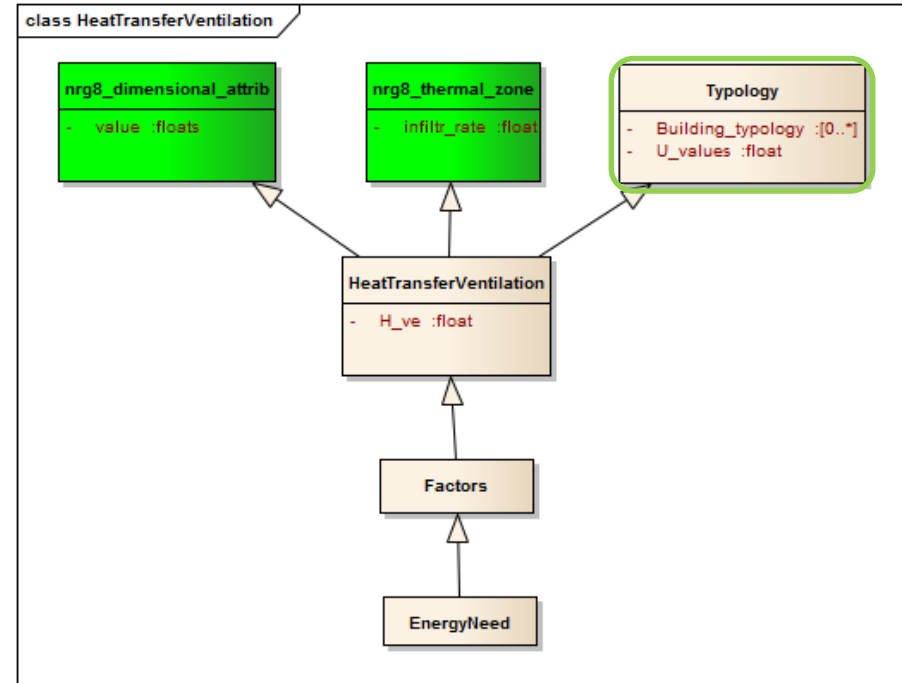 class HeatTransferVentilation
nrg8_dimensional_attrib
- value :floats
nrg8_thermal_zone
- infiltr_rate :float
Typology
- Building_typology :[0..*]
- U_values :float
HeatTransferVentilation
- H_ve :float
Factors
EnergyNeed